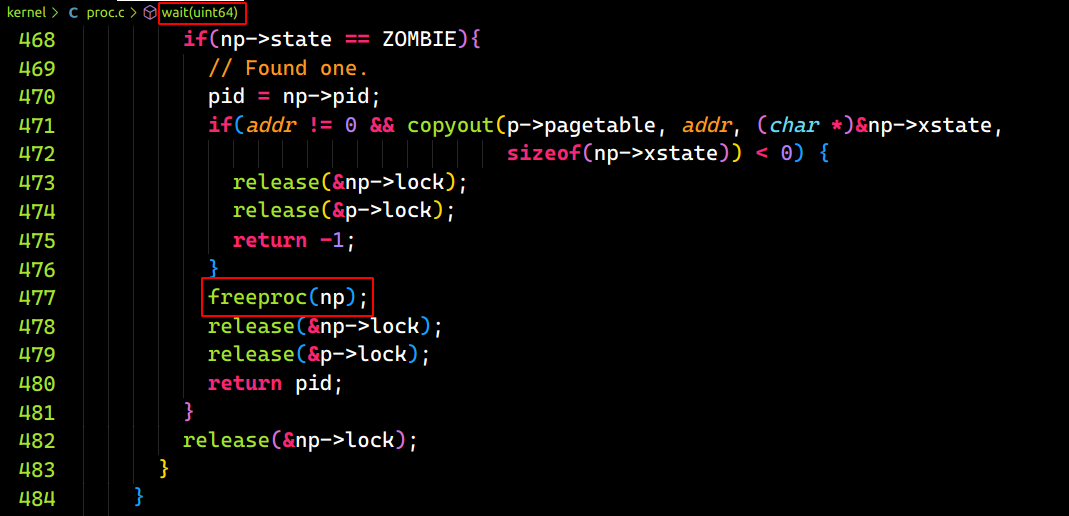 kernel > C proc.c > wait(uint64)
468 if(np->state == ZOMBIE){
469 // Found one.
470 pid = np->pid;
471 if(addr != 0 && copyout(p->pagetable, addr, (char *)&np->xstate,
472 sizeof(np->xstate)) < 0) {
473 release(&np->lock);
474 release(&p->lock);
475 return -1;
476 }
477 freeproc(np);
478 release(&np->lock);
479 release(&p->lock);
480 return pid;
481 }
482 release(&np->lock);
483 }
484 }